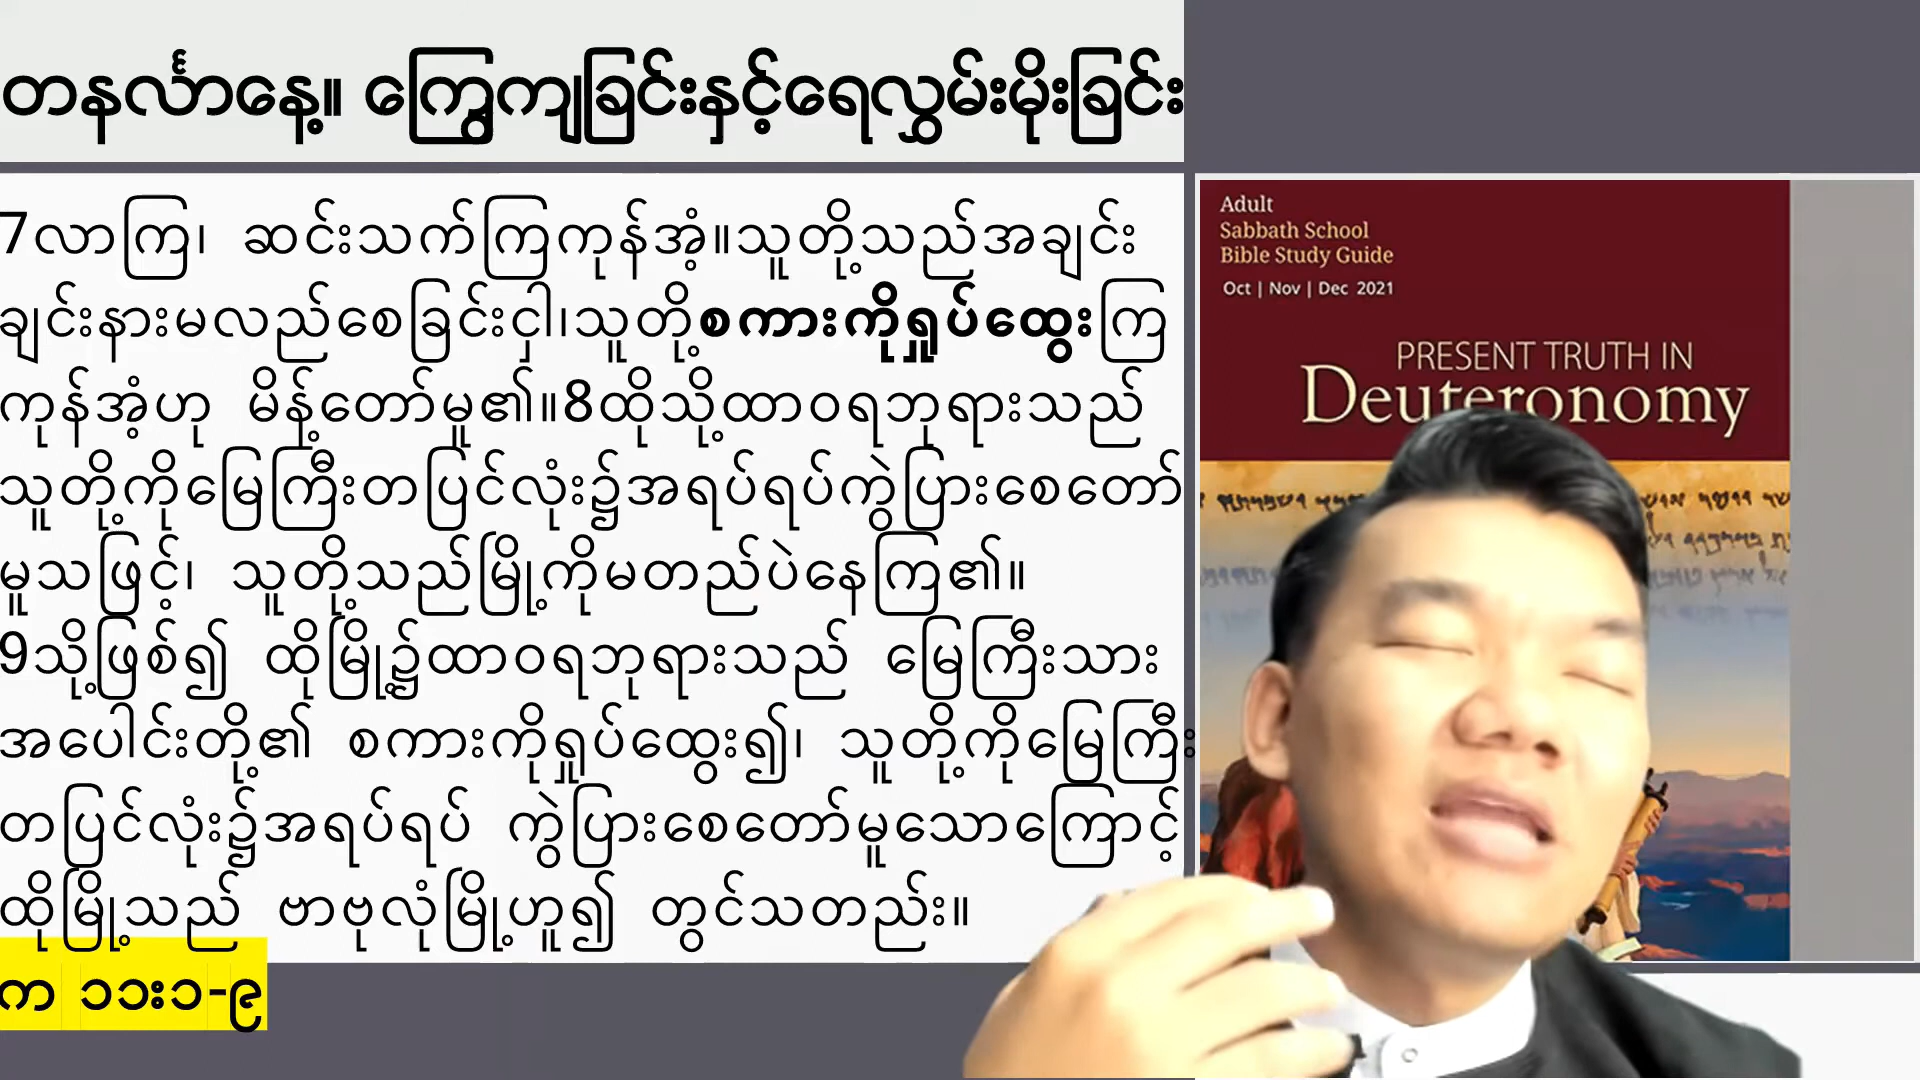 တနင်္လာနေ့။ ကြွေကျခြင်းနှင့်ရေလွှမ်းမိုးခြင်း
7လာကြ၊ ဆင်းသက်ကြကုန်အံ့။သူတို့သည်အချင်း
ချင်းနားမလည်စေခြင်းငှါ၊သူတို့စကားကိုရှုပ်ထွေးကြ
ကုန်အံ့ဟု မိန့်တော်မူ၏။8ထိုသို့ထာဝရဘုရားသည်
သူတို့ကိုမြေကြီးတပြင်လုံး၌အရပ်ရပ်ကွဲပြားစေတော်
မူသဖြင့်၊ သူတို့သည်မြို့ကိုမတည်ပဲနေကြ၏။
9သို့ဖြစ်၍ ထိုမြို့၌ထာဝရဘုရားသည် မြေကြီးသား
အပေါင်းတို့၏ စကားကိုရှုပ်ထွေး၍၊ သူတို့ကိုမြေကြီး
တပြင်လုံး၌အရပ်ရပ် ကွဲပြားစေတော်မူသောကြောင့်
ထိုမြို့သည် ဗာဗုလုံမြို့ဟူ၍ တွင်သတည်း။
က ၁၁း၁-၉
Adult
Sabbath School
Bible Study Guide
Oct | Nov | Dec 2021
PRESENT TRUTH IN
Deuteronomy